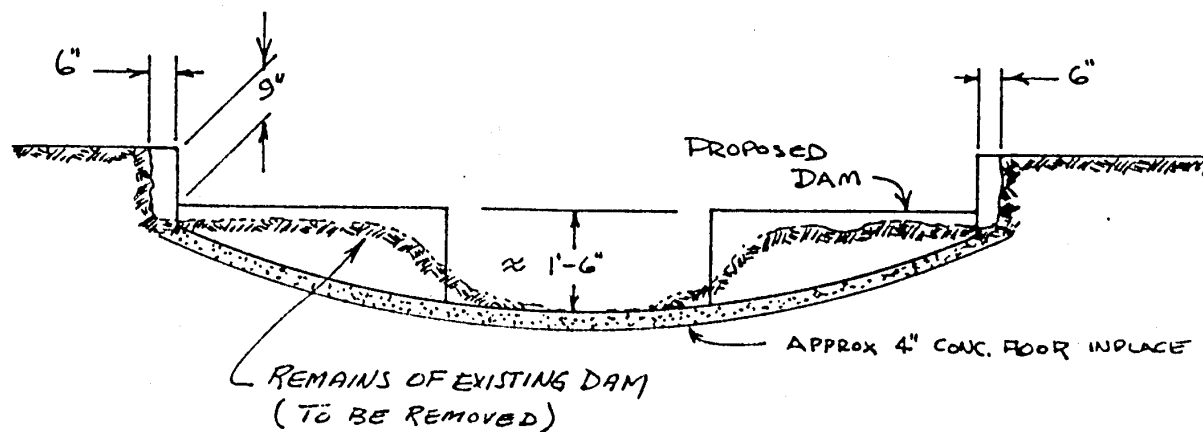 6"
9"
6"
PROPOSED
DAM
≈ 1'-6"
APPROX 4" CONC. FLOOR INPLACE
REMAINS OF EXISTING DAM
(TO BE REMOVED)